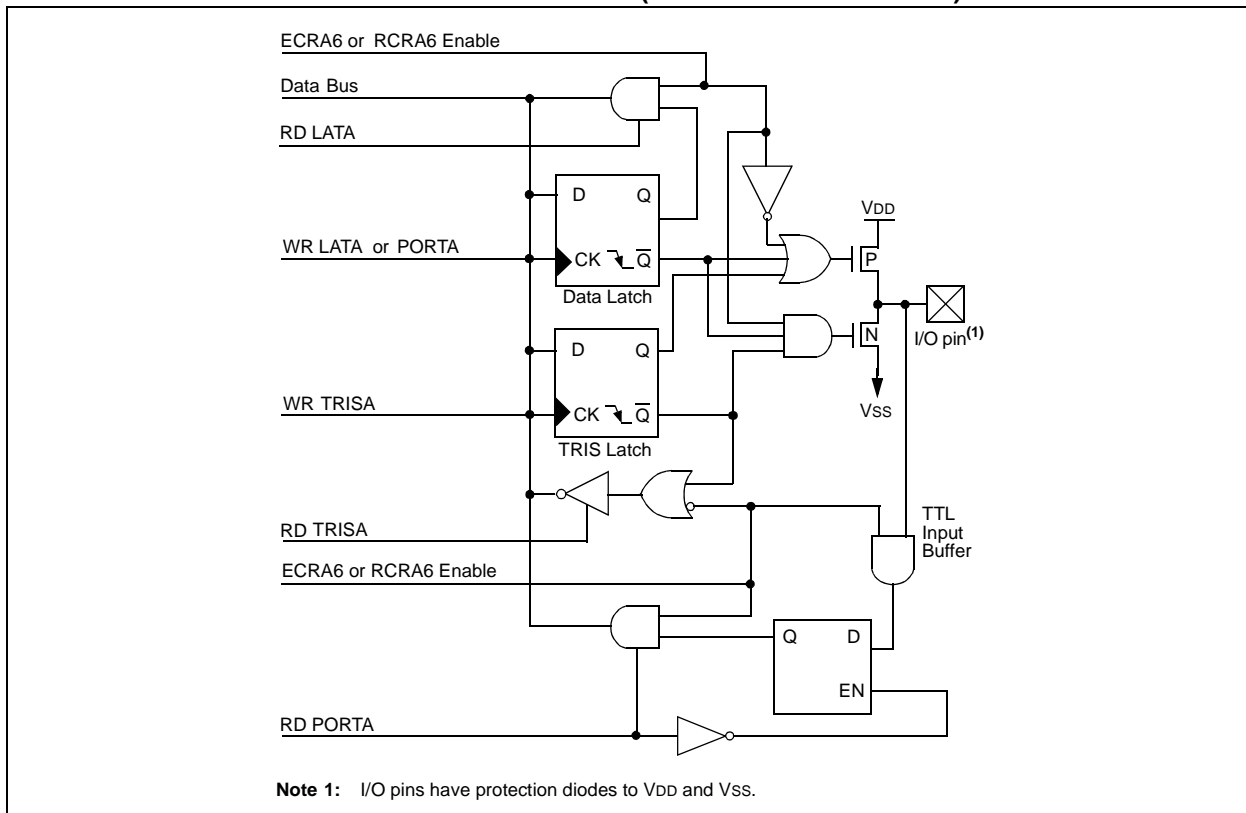 ECRA6 or RCRA6 Enable
Data Bus
RD LATA
D Q
VDD
WR LATA or PORTA
CK Q
P
Data Latch
I/O pin(1)
D Q
N
WR TRISA
CK Q
VSS
TRIS Latch
TTL
Input
Buffer
RD TRISA
ECRA6 or RCRA6 Enable
Q D
EN
RD PORTA
Note 1: I/O pins have protection diodes to VDD and VSS.